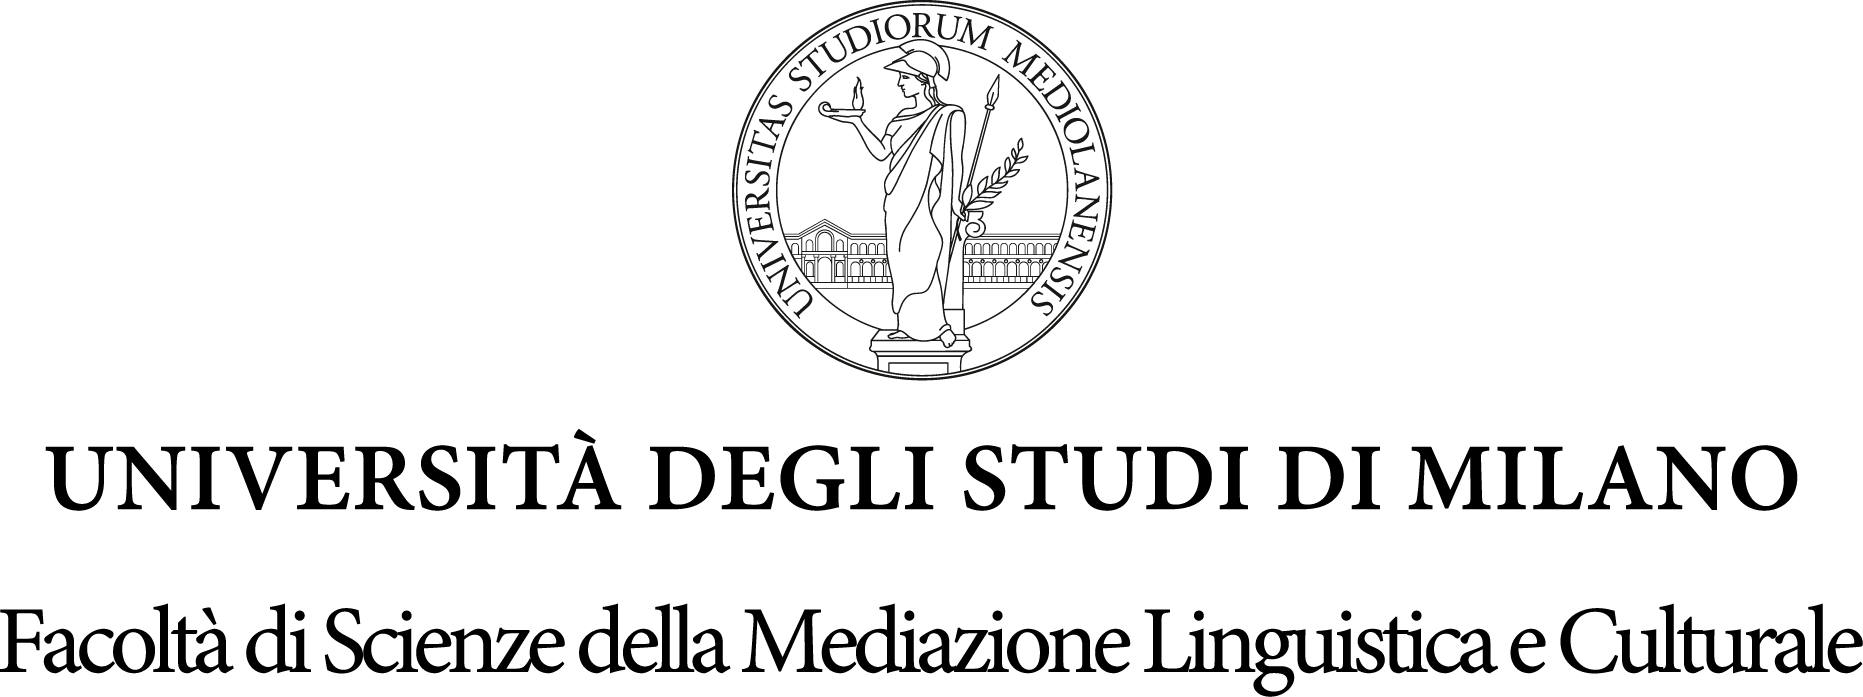 UNIVERSITAS STUDIORUM MEDIOLANENSIS
UNIVERSITÀ DEGLI STUDI DI MILANO
Facoltà di Scienze della Mediazione Linguistica e Culturale